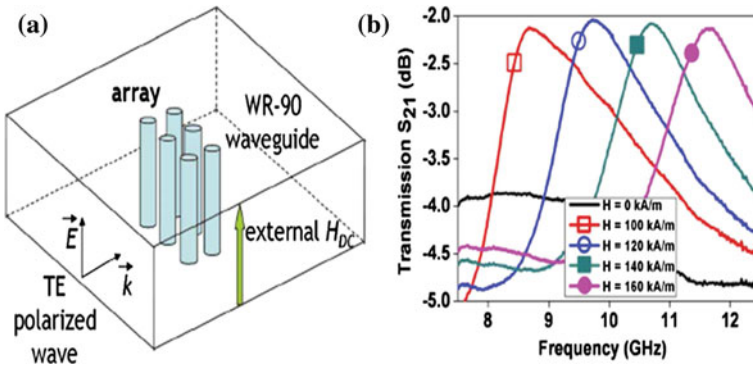 (a)
array
WR-90
waveguide
E
k
external H_DC
TE
polarized
wave
(b)
Transmission S21 (dB)
-2.0
-2.5
-3.0
-3.5
-4.0
-4.5
-5.0
H = 0 kA/m
H = 100 kA/m
H = 120 kA/m
H = 140 kA/m
H = 160 kA/m
8 9 10 11 12
Frequency (GHz)